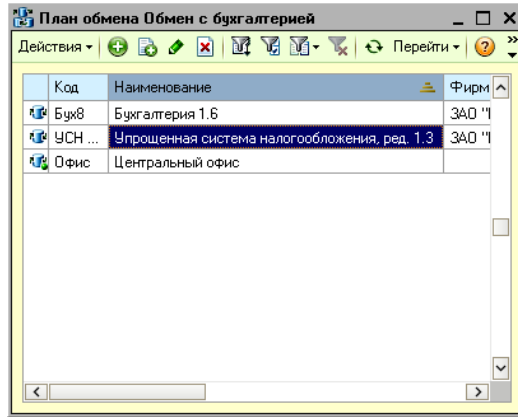 План обмена Обмен с бухгалтерией
Действия Перейти
Код Наименование Фирм
Бух8 Бухгалтерия 1.6 ЗАО "
УСН ... Упрощенная система налогообложения, ред. 1.3 ЗАО "
Офис Центральный офис